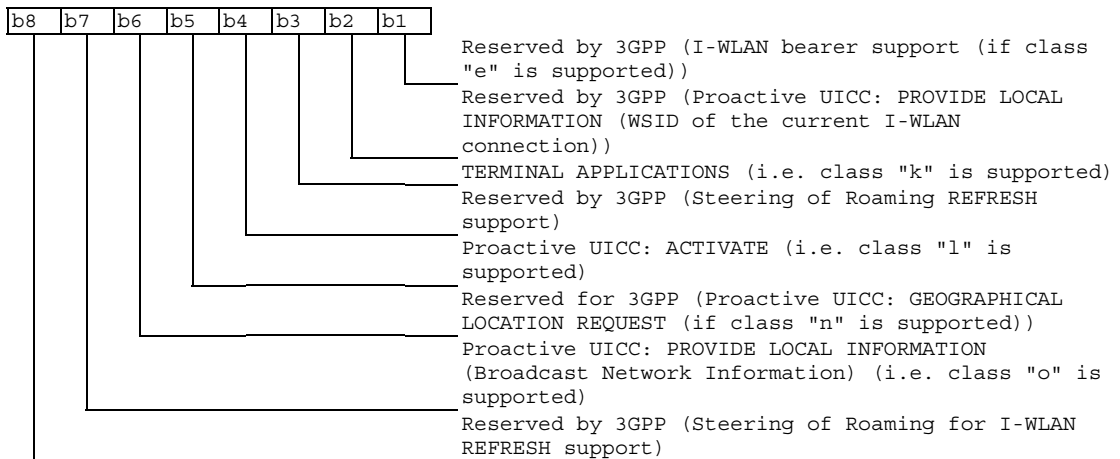 b8 b7 b6 b5 b4 b3 b2 b1
Reserved by 3GPP (I-WLAN bearer support (if class
"e" is supported))
Reserved by 3GPP (Proactive UICC: PROVIDE LOCAL
INFORMATION (WSID of the current I-WLAN
connection))
TERMINAL APPLICATIONS (i.e. class "k" is supported)
Reserved by 3GPP (Steering of Roaming REFRESH
support)
Proactive UICC: ACTIVATE (i.e. class "l" is
supported)
Reserved for 3GPP (Proactive UICC: GEOGRAPHICAL
LOCATION REQUEST (if class "n" is supported))
Proactive UICC: PROVIDE LOCAL INFORMATION
(Broadcast Network Information) (i.e. class "o" is
supported)
Reserved by 3GPP (Steering of Roaming for I-WLAN
REFRESH support)